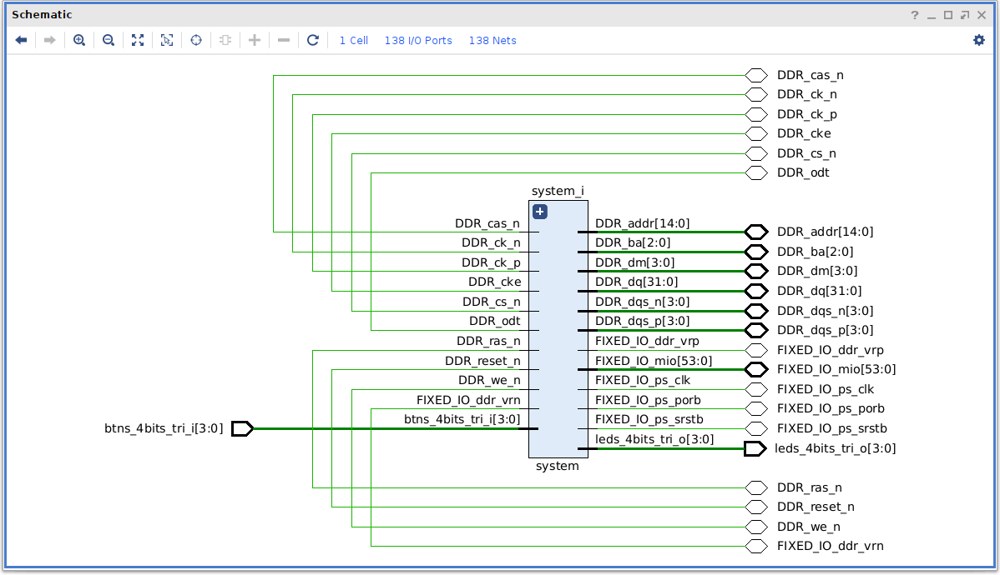 Schematic
1 Cell 138 I/O Ports 138 Nets
DDR_cas_n
DDR_ck_n
DDR_ck_p
DDR_cke
DDR_cs_n
DDR_odt
system_i
DDR_cas_n DDR_addr[14:0] DDR_addr[14:0]
DDR_ck_n DDR_ba[2:0] DDR_ba[2:0]
DDR_ck_p DDR_dm[3:0] DDR_dm[3:0]
DDR_cke DDR_dq[31:0] DDR_dq[31:0]
DDR_cs_n DDR_dqs_n[3:0] DDR_dqs_n[3:0]
DDR_odt DDR_dqs_p[3:0] DDR_dqs_p[3:0]
DDR_ras_n FIXED_IO_ddr_vrp FIXED_IO_ddr_vrp
DDR_reset_n FIXED_IO_mio[53:0] FIXED_IO_mio[53:0]
DDR_we_n FIXED_IO_ps_clk FIXED_IO_ps_clk
FIXED_IO_ddr_vrn FIXED_IO_ps_porb FIXED_IO_ps_porb
btns_4bits_tri_i[3:0] btns_4bits_tri_i[3:0] FIXED_IO_ps_srstb FIXED_IO_ps_srstb
leds_4bits_tri_o[3:0] leds_4bits_tri_o[3:0]
system
DDR_ras_n
DDR_reset_n
DDR_we_n
FIXED_IO_ddr_vrn